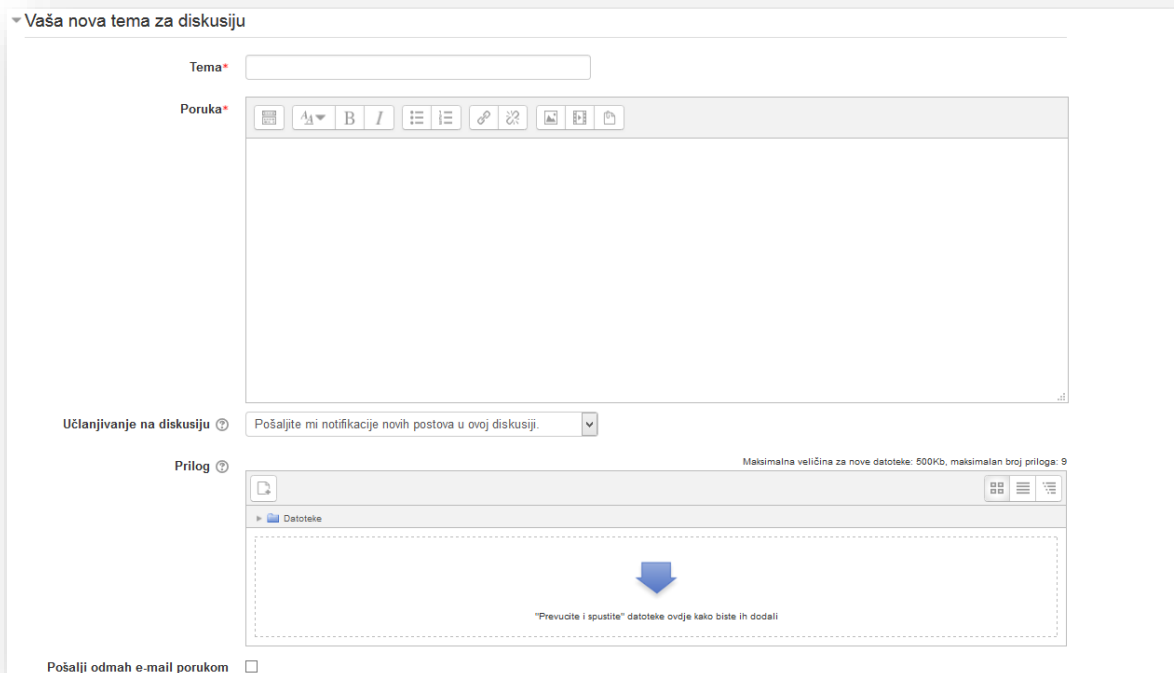 Vaša nova tema za diskusiju
Tema*
Poruka*
B I
Učlanjivanje na diskusiju
Pošaljite mi notifikacije novih postova u ovoj diskusiji.
Prilog
Maksimalna veličina za nove datoteke: 500Kb, maksimalan broj priloga: 9
Datoteke
"Prevucite i spustite" datoteke ovdje kako biste ih dodali
Pošalji odmah e-mail porukom